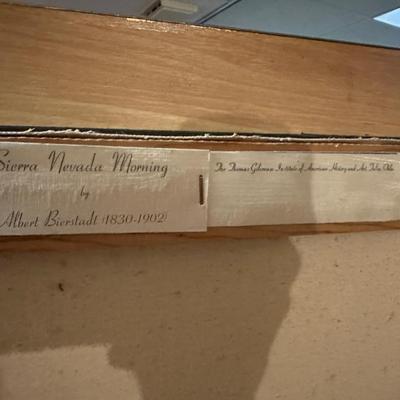 Sierra Nevada Morning
by
Albert Bierstadt (1830-1902)
The Thomas Gilcrease Institute of American History and Art, Tulsa, Okla.